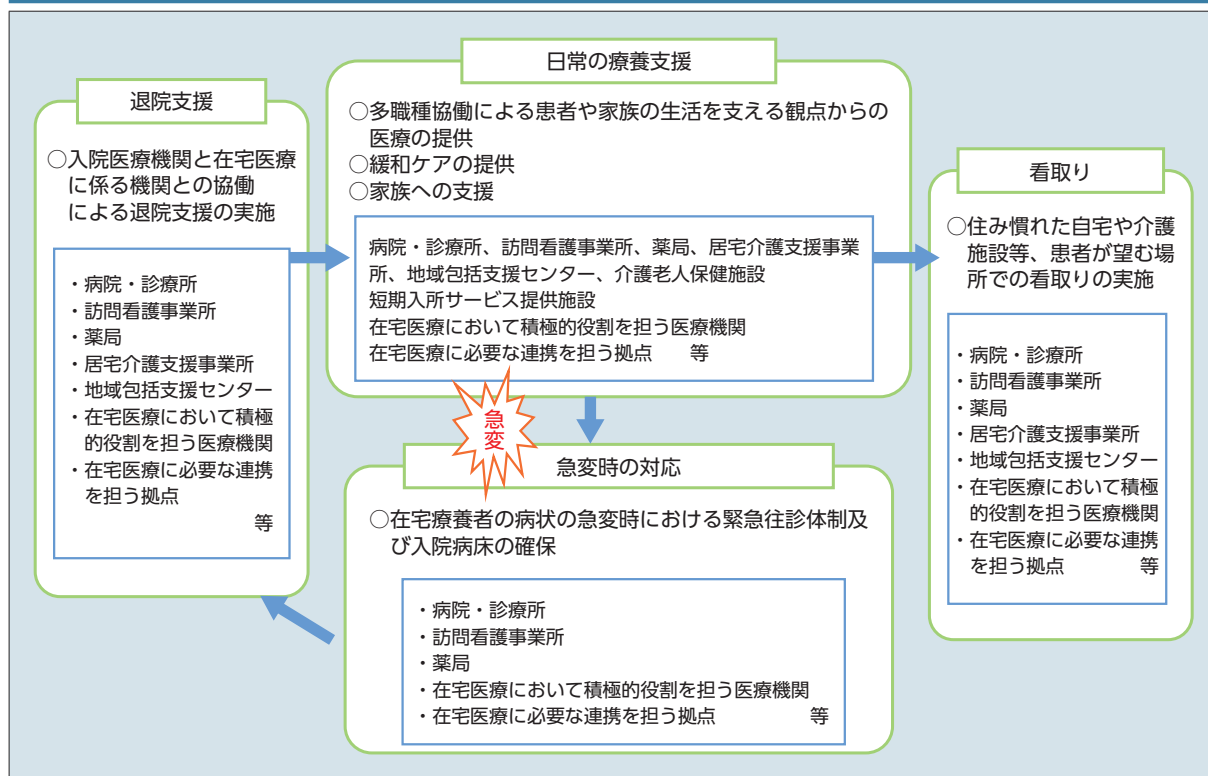 退院支援
○入院医療機関と在宅医療
に係る機関との協働
による退院支援の実施
・病院・診療所
・訪問看護事業所
・薬局
・居宅介護支援事業所
・地域包括支援センター
・在宅医療において積極
的役割を担う医療機関
・在宅医療に必要な連携
を担う拠点
等
日常の療養支援
○多職種協働による患者や家族の生活を支える観点からの
医療の提供
○緩和ケアの提供
○家族への支援
病院・診療所、訪問看護事業所、薬局、居宅介護支援事業
所、地域包括支援センター、介護老人保健施設
短期入所サービス提供施設
在宅医療において積極的役割を担う医療機関
在宅医療に必要な連携を担う拠点 等
急変
急変時の対応
○在宅療養者の病状の急変時における緊急往診体制及
び入院病床の確保
・病院・診療所
・訪問看護事業所
・薬局
・在宅医療において積極的役割を担う医療機関
・在宅医療に必要な連携を担う拠点 等
看取り
○住み慣れた自宅や介護
施設等、患者が望む場
所での看取りの実施
・病院・診療所
・訪問看護事業所
・薬局
・居宅介護支援事業所
・地域包括支援センター
・在宅医療において積極
的役割を担う医療機関
・在宅医療に必要な連携
を担う拠点 等